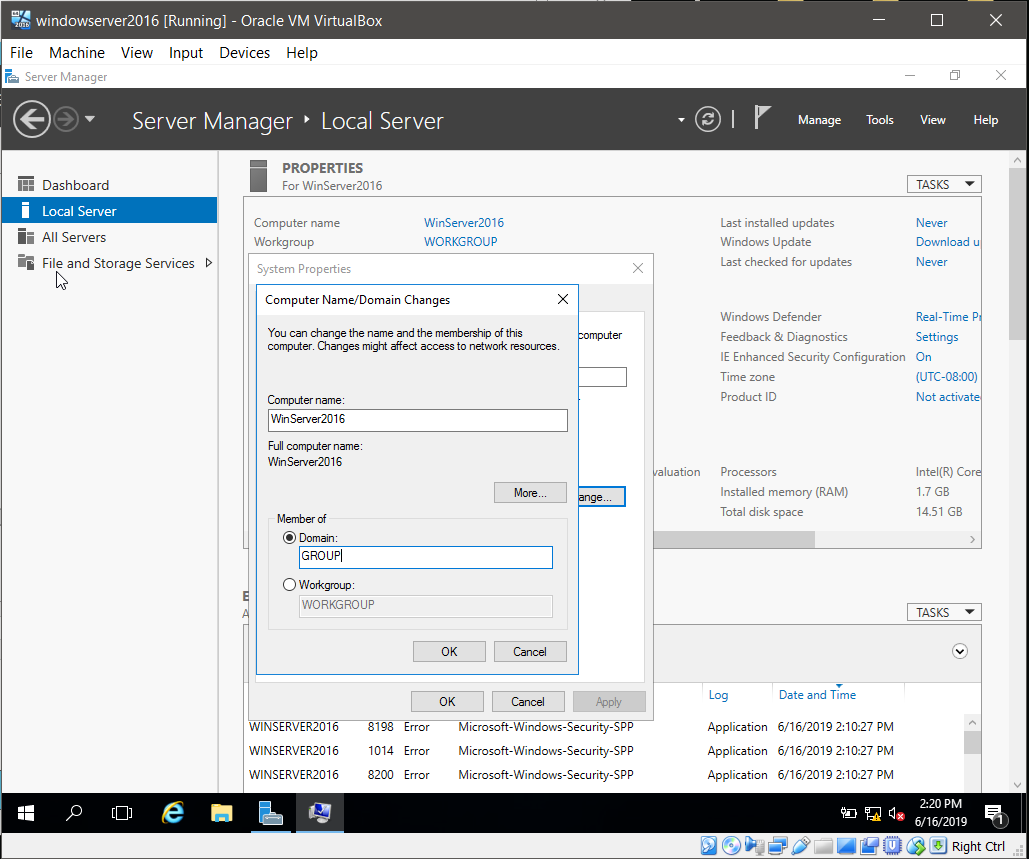 windowserver2016 [Running] - Oracle VM VirtualBox
File Machine View Input Devices Help
Server Manager
Server Manager Local Server
Manage Tools View Help
Dashboard
Local Server
All Servers
File and Storage Services
PROPERTIES
For WinServer2016
TASKS
Computer name WinServer2016
Workgroup WORKGROUP
Last installed updates Never
Windows Update Download u
Last checked for updates Never
Windows Defender Real-Time Pr
Feedback & Diagnostics Settings
IE Enhanced Security Configuration On
Time zone (UTC-08:00)
Product ID Not activate
valuation
Processors Intel(R) Core
Installed memory (RAM) 1.7 GB
Total disk space 14.51 GB
System Properties
computer
ange...
OK Cancel Apply
Computer Name/Domain Changes
You can change the name and the membership of this
computer. Changes might affect access to network resources.
Computer name:
WinServer2016
Full computer name:
WinServer2016
More...
Member of
Domain:
GROUP
Workgroup:
WORKGROUP
OK Cancel
TASKS
Log Date and Time
WINSERVER2016 8198 Error Microsoft-Windows-Security-SPP Application 6/16/2019 2:10:27 PM
WINSERVER2016 1014 Error Microsoft-Windows-Security-SPP Application 6/16/2019 2:10:27 PM
WINSERVER2016 8200 Error Microsoft-Windows-Security-SPP Application 6/16/2019 2:10:27 PM
2:20 PM
6/16/2019
1
Right Ctrl